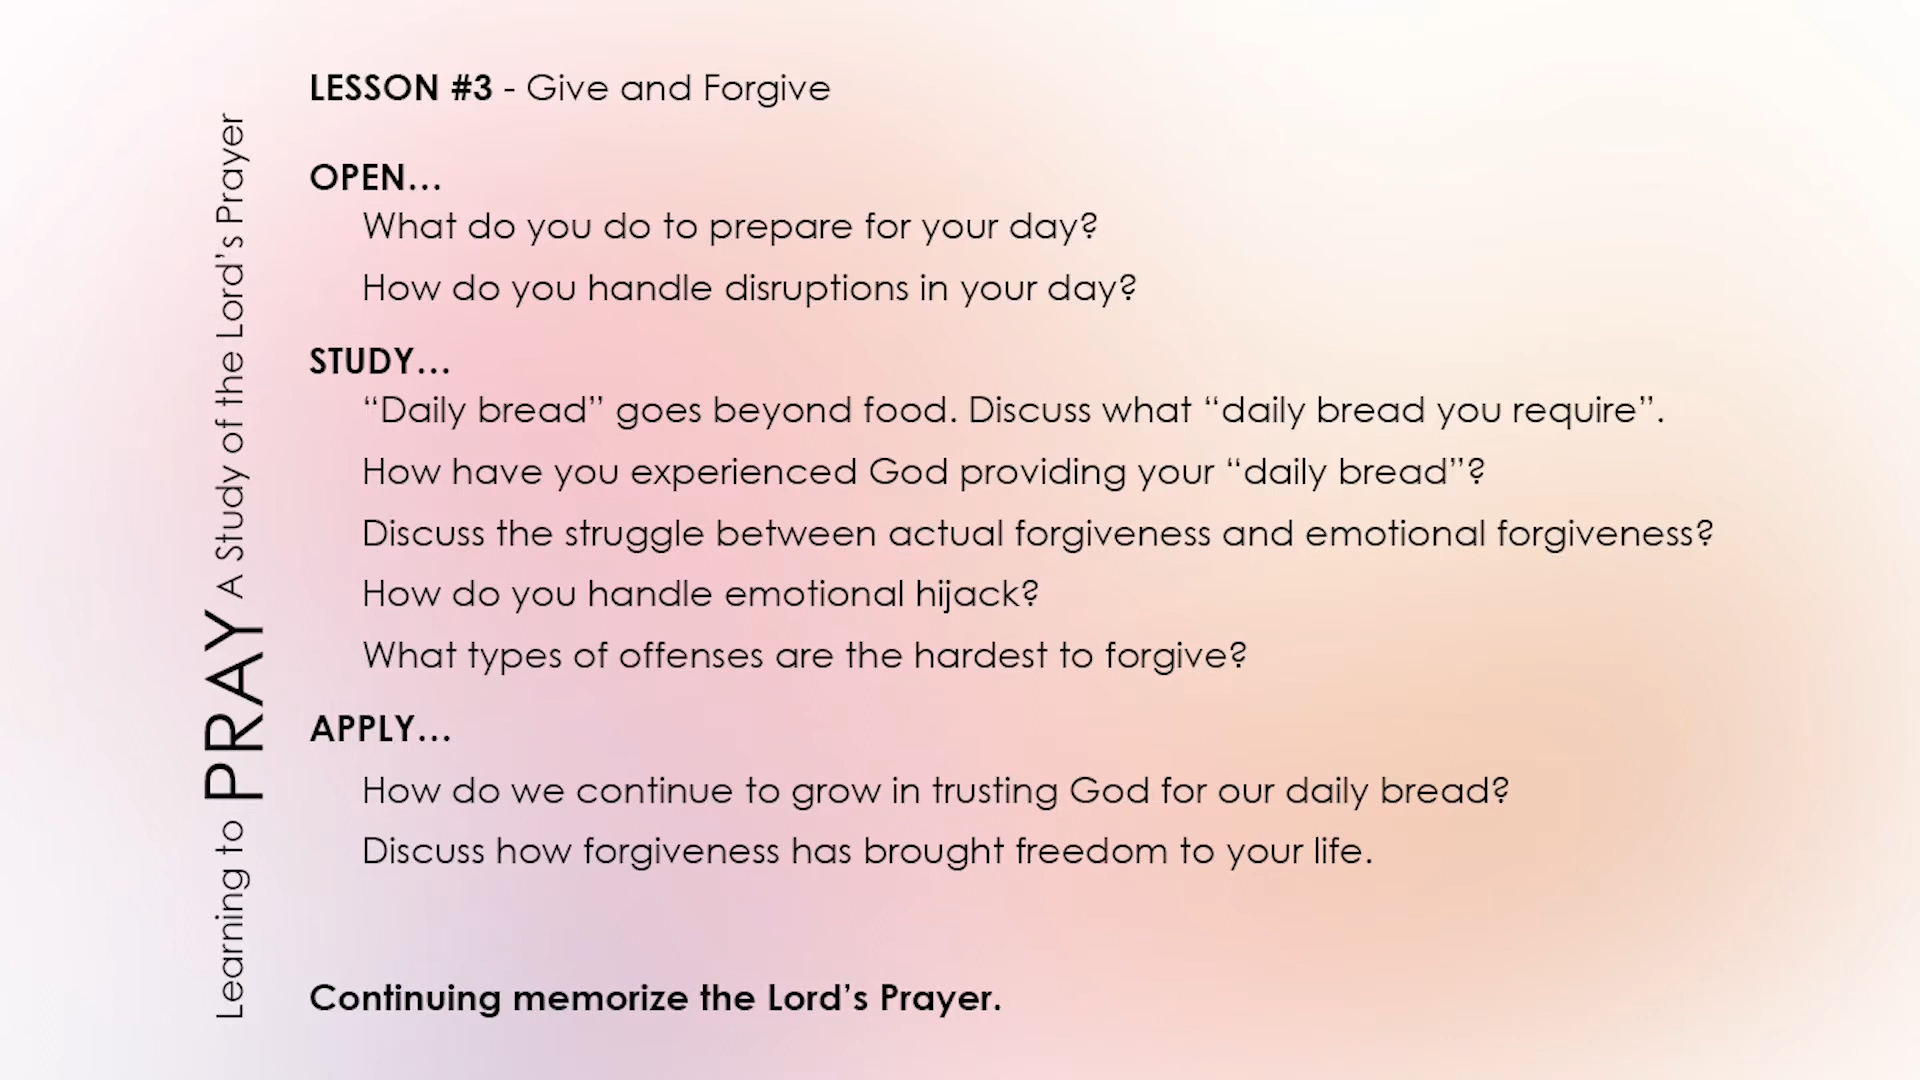 Learning to PRAY A Study of the Lord’s Prayer
LESSON #3 - Give and Forgive
OPEN…
What do you do to prepare for your day?
How do you handle disruptions in your day?
STUDY…
“Daily bread” goes beyond food. Discuss what “daily bread you require”.
How have you experienced God providing your “daily bread”?
Discuss the struggle between actual forgiveness and emotional forgiveness?
How do you handle emotional hijack?
What types of offenses are the hardest to forgive?
APPLY…
How do we continue to grow in trusting God for our daily bread?
Discuss how forgiveness has brought freedom to your life.
Continuing memorize the Lord’s Prayer.